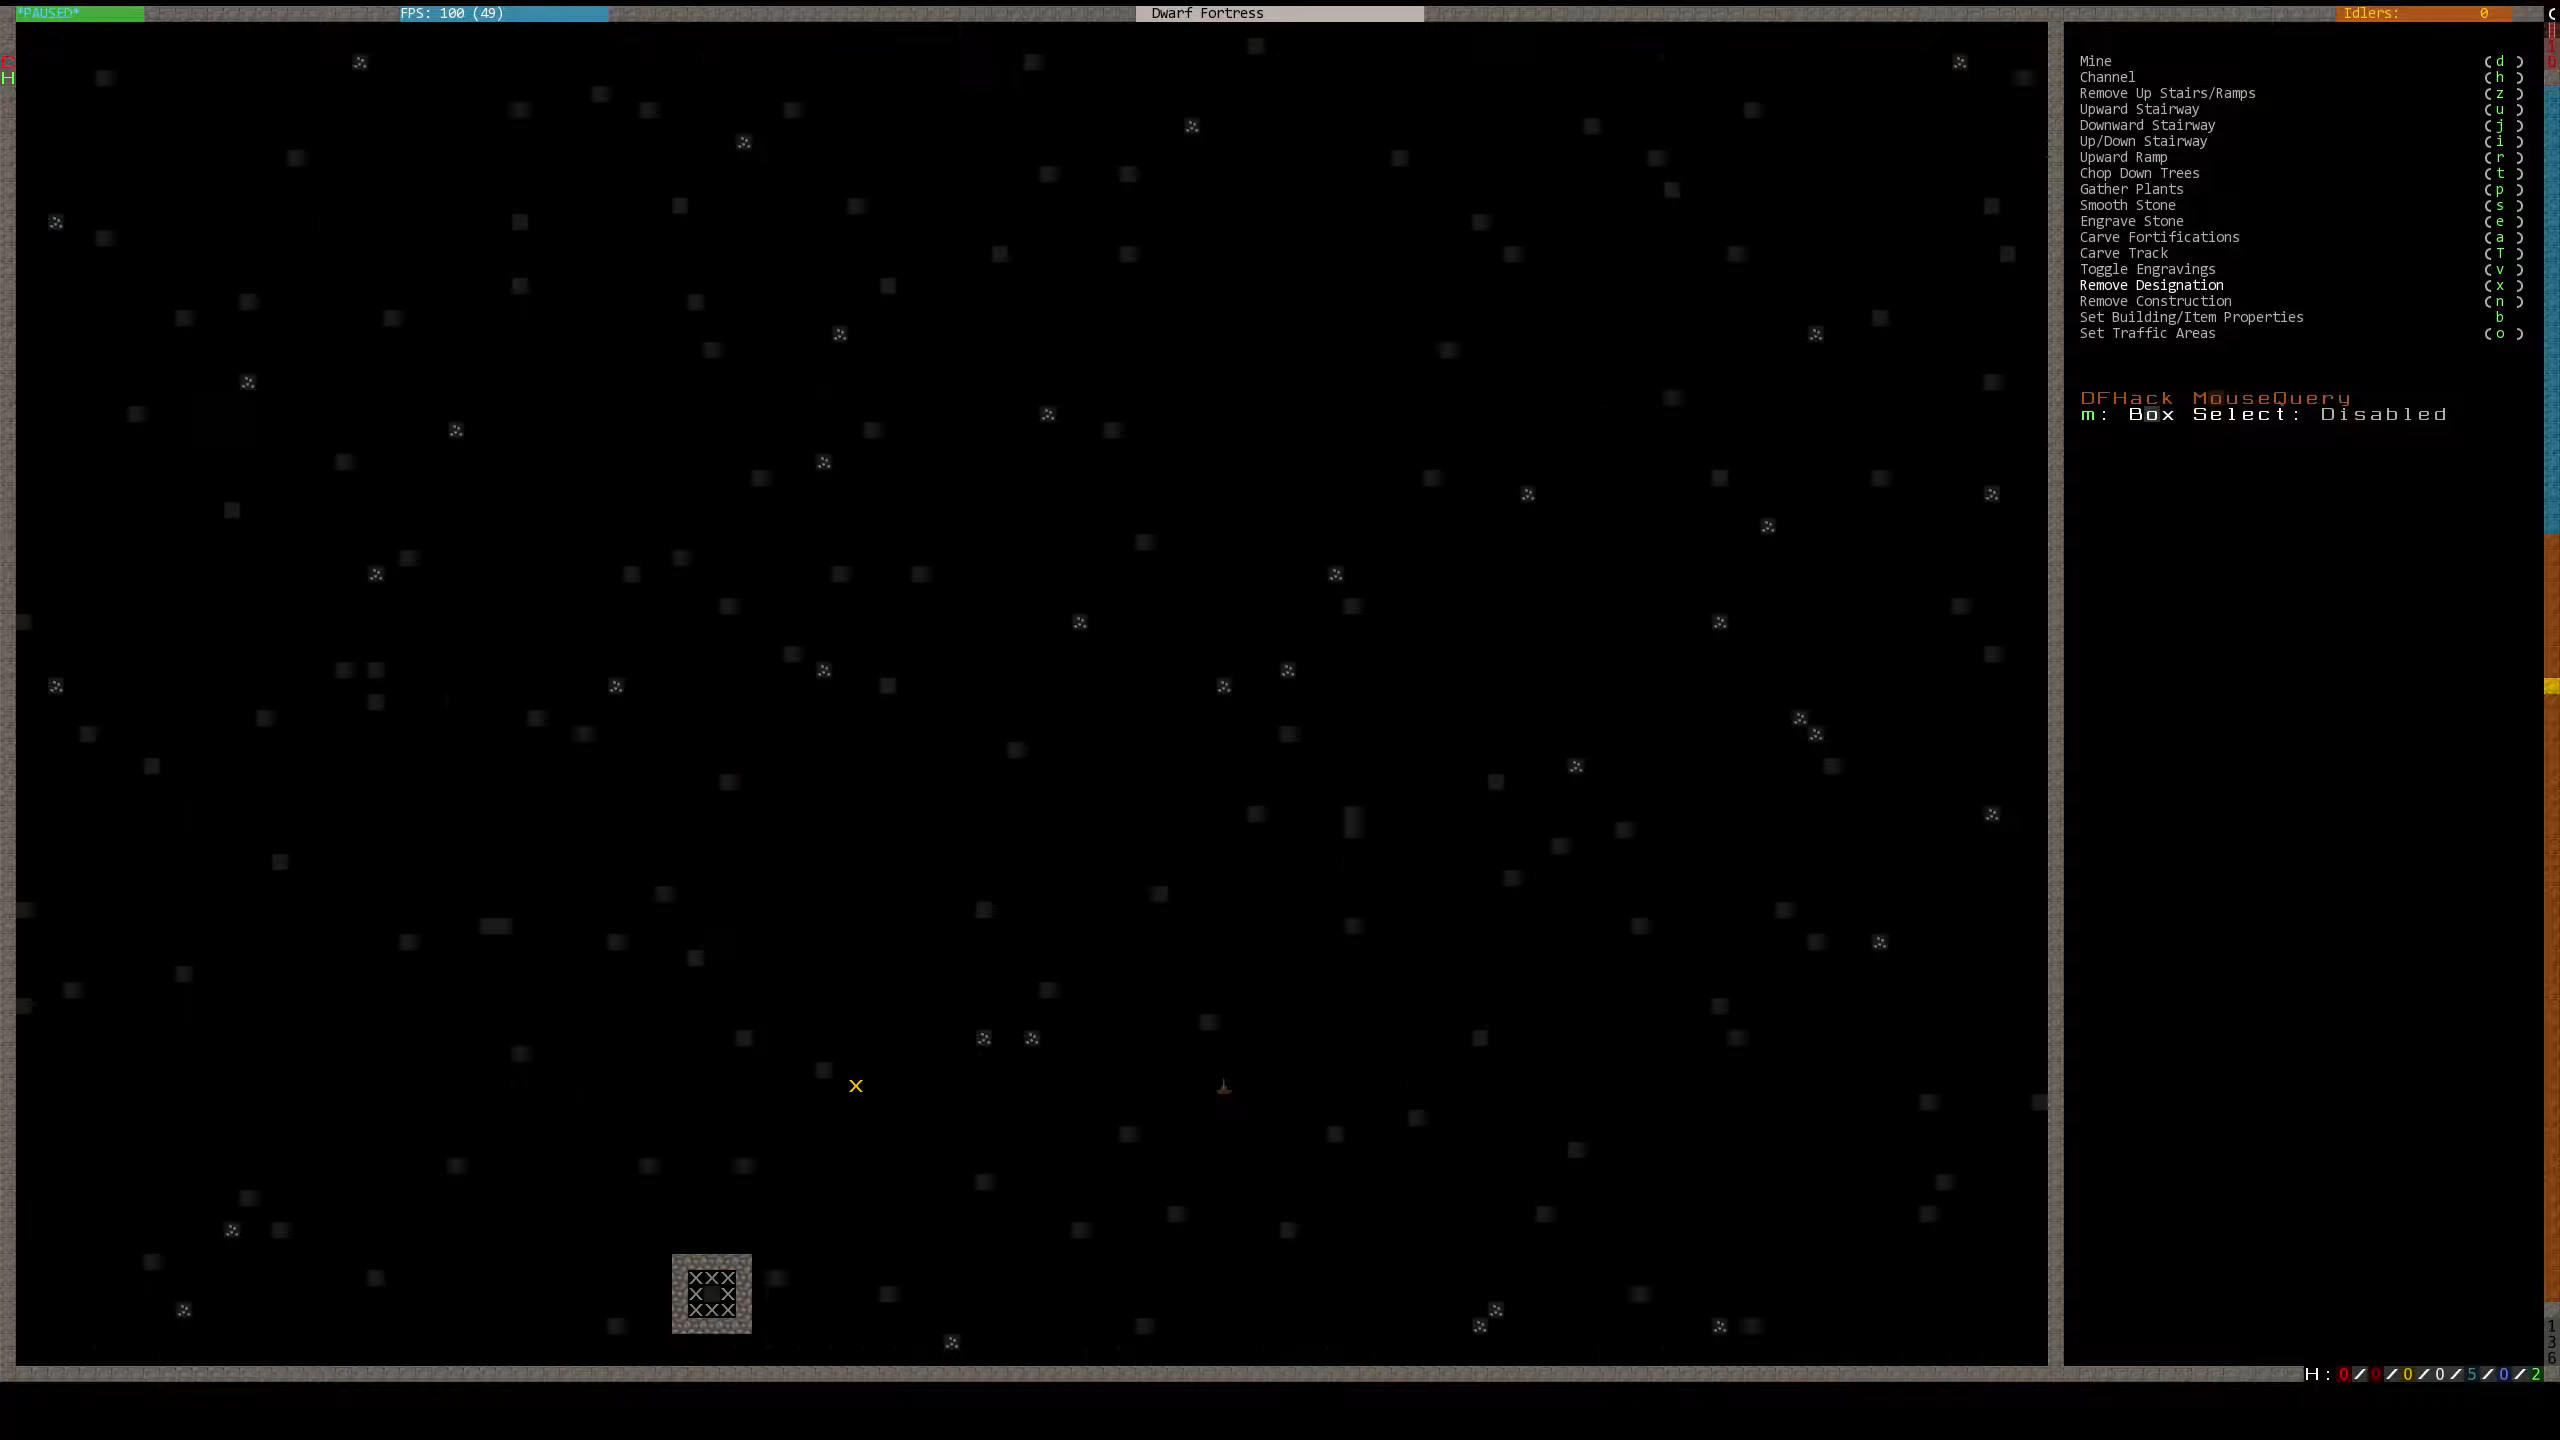 *PAUSED* FPS: 100 (49) Dwarf Fortress Idlers: 0
C
H
Mine (d)
Channel (h)
Remove Up Stairs/Ramps (z)
Upward Stairway (u)
Downward Stairway (j)
Up/Down Stairway (i)
Upward Ramp (r)
Chop Down Trees (t)
Gather Plants (p)
Smooth Stone (s)
Engrave Stone (e)
Carve Fortifications (a)
Carve Track (T)
Toggle Engravings (v)
Remove Designation (x)
Remove Construction (n)
Set Building/Item Properties b
Set Traffic Areas (o)
DFHack MouseQuery
m: Box Select: Disabled
X
XXX
X X
XXX
136
H:0/0/0/0/5/0/2